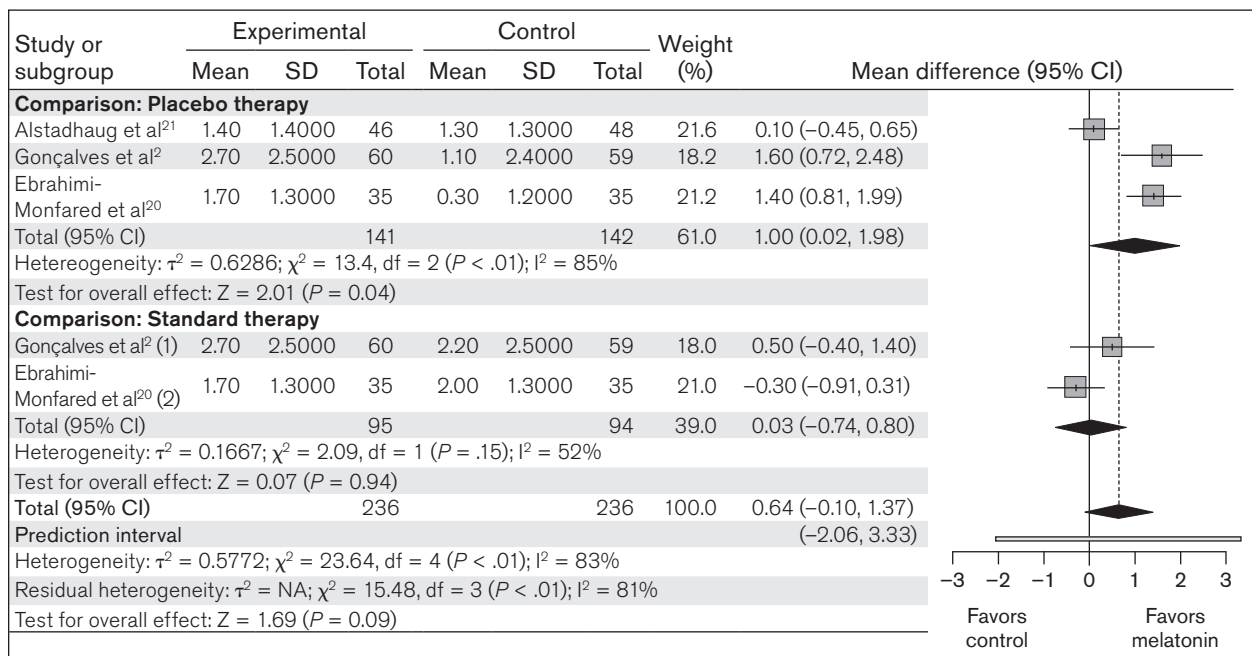 Study or subgroup Experimental Control Weight (%) Mean difference (95% CI)
Mean SD Total Mean SD Total
Comparison: Placebo therapy
Alstadhaug et al21 1.40 1.4000 46 1.30 1.3000 48 21.6 0.10 (−0.45, 0.65)
Gonçalves et al2 2.70 2.5000 60 1.10 2.4000 59 18.2 1.60 (0.72, 2.48)
Ebrahimi-
Monfared et al20 1.70 1.3000 35 0.30 1.2000 35 21.2 1.40 (0.81, 1.99)
Total (95% CI) 141 142 61.0 1.00 (0.02, 1.98)
Hetereogeneity: τ2 = 0.6286; χ2 = 13.4, df = 2 (P < .01); I2 = 85%
Test for overall effect: Z = 2.01 (P = 0.04)
Comparison: Standard therapy
Gonçalves et al2 (1) 2.70 2.5000 60 2.20 2.5000 59 18.0 0.50 (−0.40, 1.40)
Ebrahimi-
Monfared et al20 (2) 1.70 1.3000 35 2.00 1.3000 35 21.0 −0.30 (−0.91, 0.31)
Total (95% CI) 95 94 39.0 0.03 (−0.74, 0.80)
Heterogeneity: τ2 = 0.1667; χ2 = 2.09, df = 1 (P = .15); I2 = 52%
Test for overall effect: Z = 0.07 (P = 0.94)
Total (95% CI) 236 236 100.0 0.64 (−0.10, 1.37)
Prediction interval (-2.06, 3.33)
Heterogeneity: τ2 = 0.5772; χ2 = 23.64, df = 4 (P < .01); I2 = 83%
Residual heterogeneity: τ2 = NA; χ2 = 15.48, df = 3 (P < .01); I2 = 81%
Test for overall effect: Z = 1.69 (P = 0.09)
−3 −2 −1 0 1 2 3
Favors control Favors melatonin